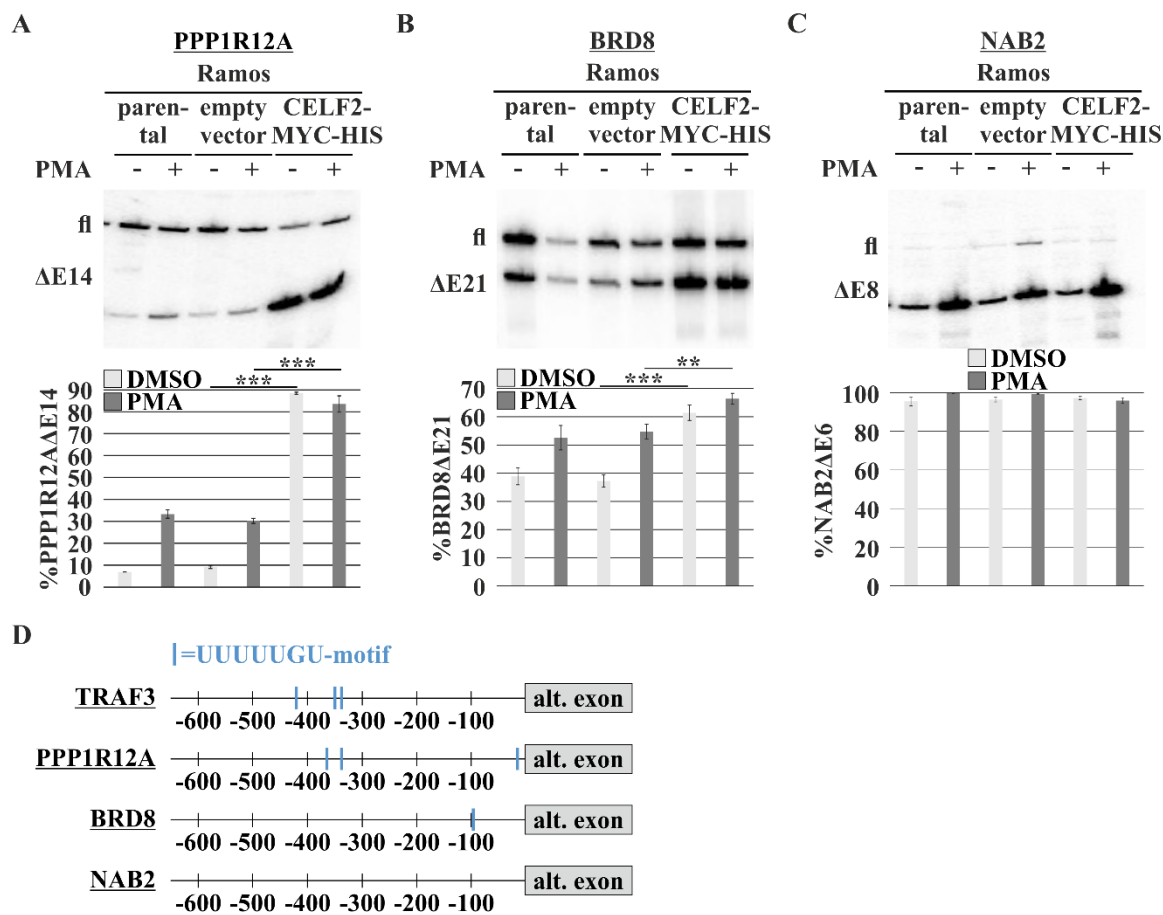 A
PPP1R12A
Ramos
paren-
tal
empty
vector
CELF2-
MYC-HIS
PMA - + - + - +
fl
ΔE14
DMSO
PMA
***
***
%PPP1R12AΔE14
90
80
70
60
50
40
30
20
10
0
B
BRD8
Ramos
paren-
tal
empty
vector
CELF2-
MYC-HIS
PMA - + - + - +
fl
ΔE21
DMSO
PMA
***
**
%BRD8ΔE21
70
60
50
40
30
20
10
0
C
NAB2
Ramos
paren-
tal
empty
vector
CELF2-
MYC-HIS
PMA - + - + - +
fl
ΔE8
DMSO
PMA
%NAB2ΔE6
100
80
60
40
20
0
D
=UUUUUGU-motif
TRAF3
-600 -500 -400 -300 -200 -100
alt. exon
PPP1R12A
-600 -500 -400 -300 -200 -100
alt. exon
BRD8
-600 -500 -400 -300 -200 -100
alt. exon
NAB2
-600 -500 -400 -300 -200 -100
alt. exon